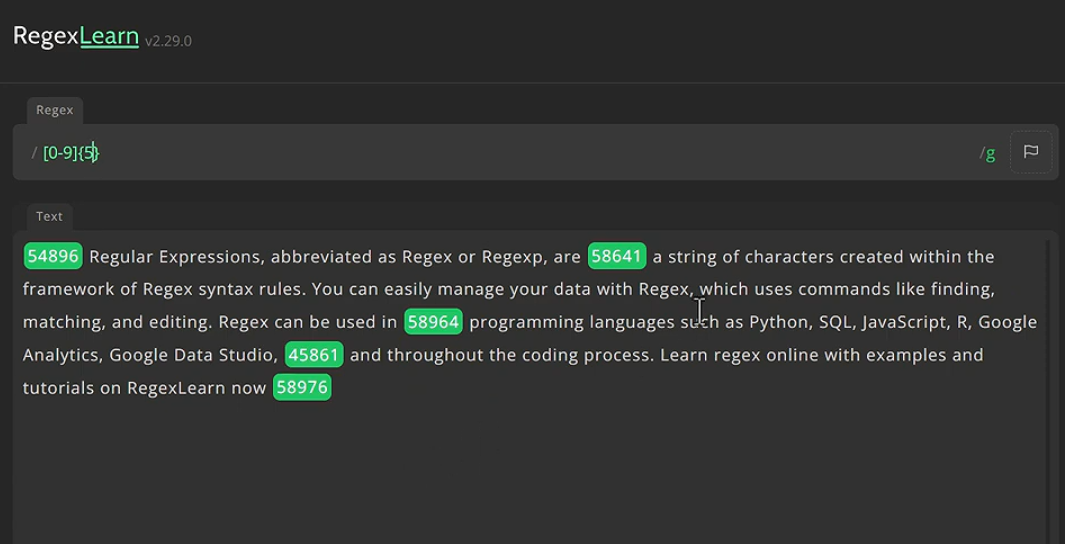 RegexLearn v2.29.0
Regex
/ [0-9]{5} /g
Text
54896 Regular Expressions, abbreviated as Regex or Regexp, are 58641 a string of characters created within the
framework of Regex syntax rules. You can easily manage your data with Regex, which uses commands like finding,
matching, and editing. Regex can be used in 58964 programming languages such as Python, SQL, JavaScript, R, Google
Analytics, Google Data Studio, 45861 and throughout the coding process. Learn regex online with examples and
tutorials on RegexLearn now 58976